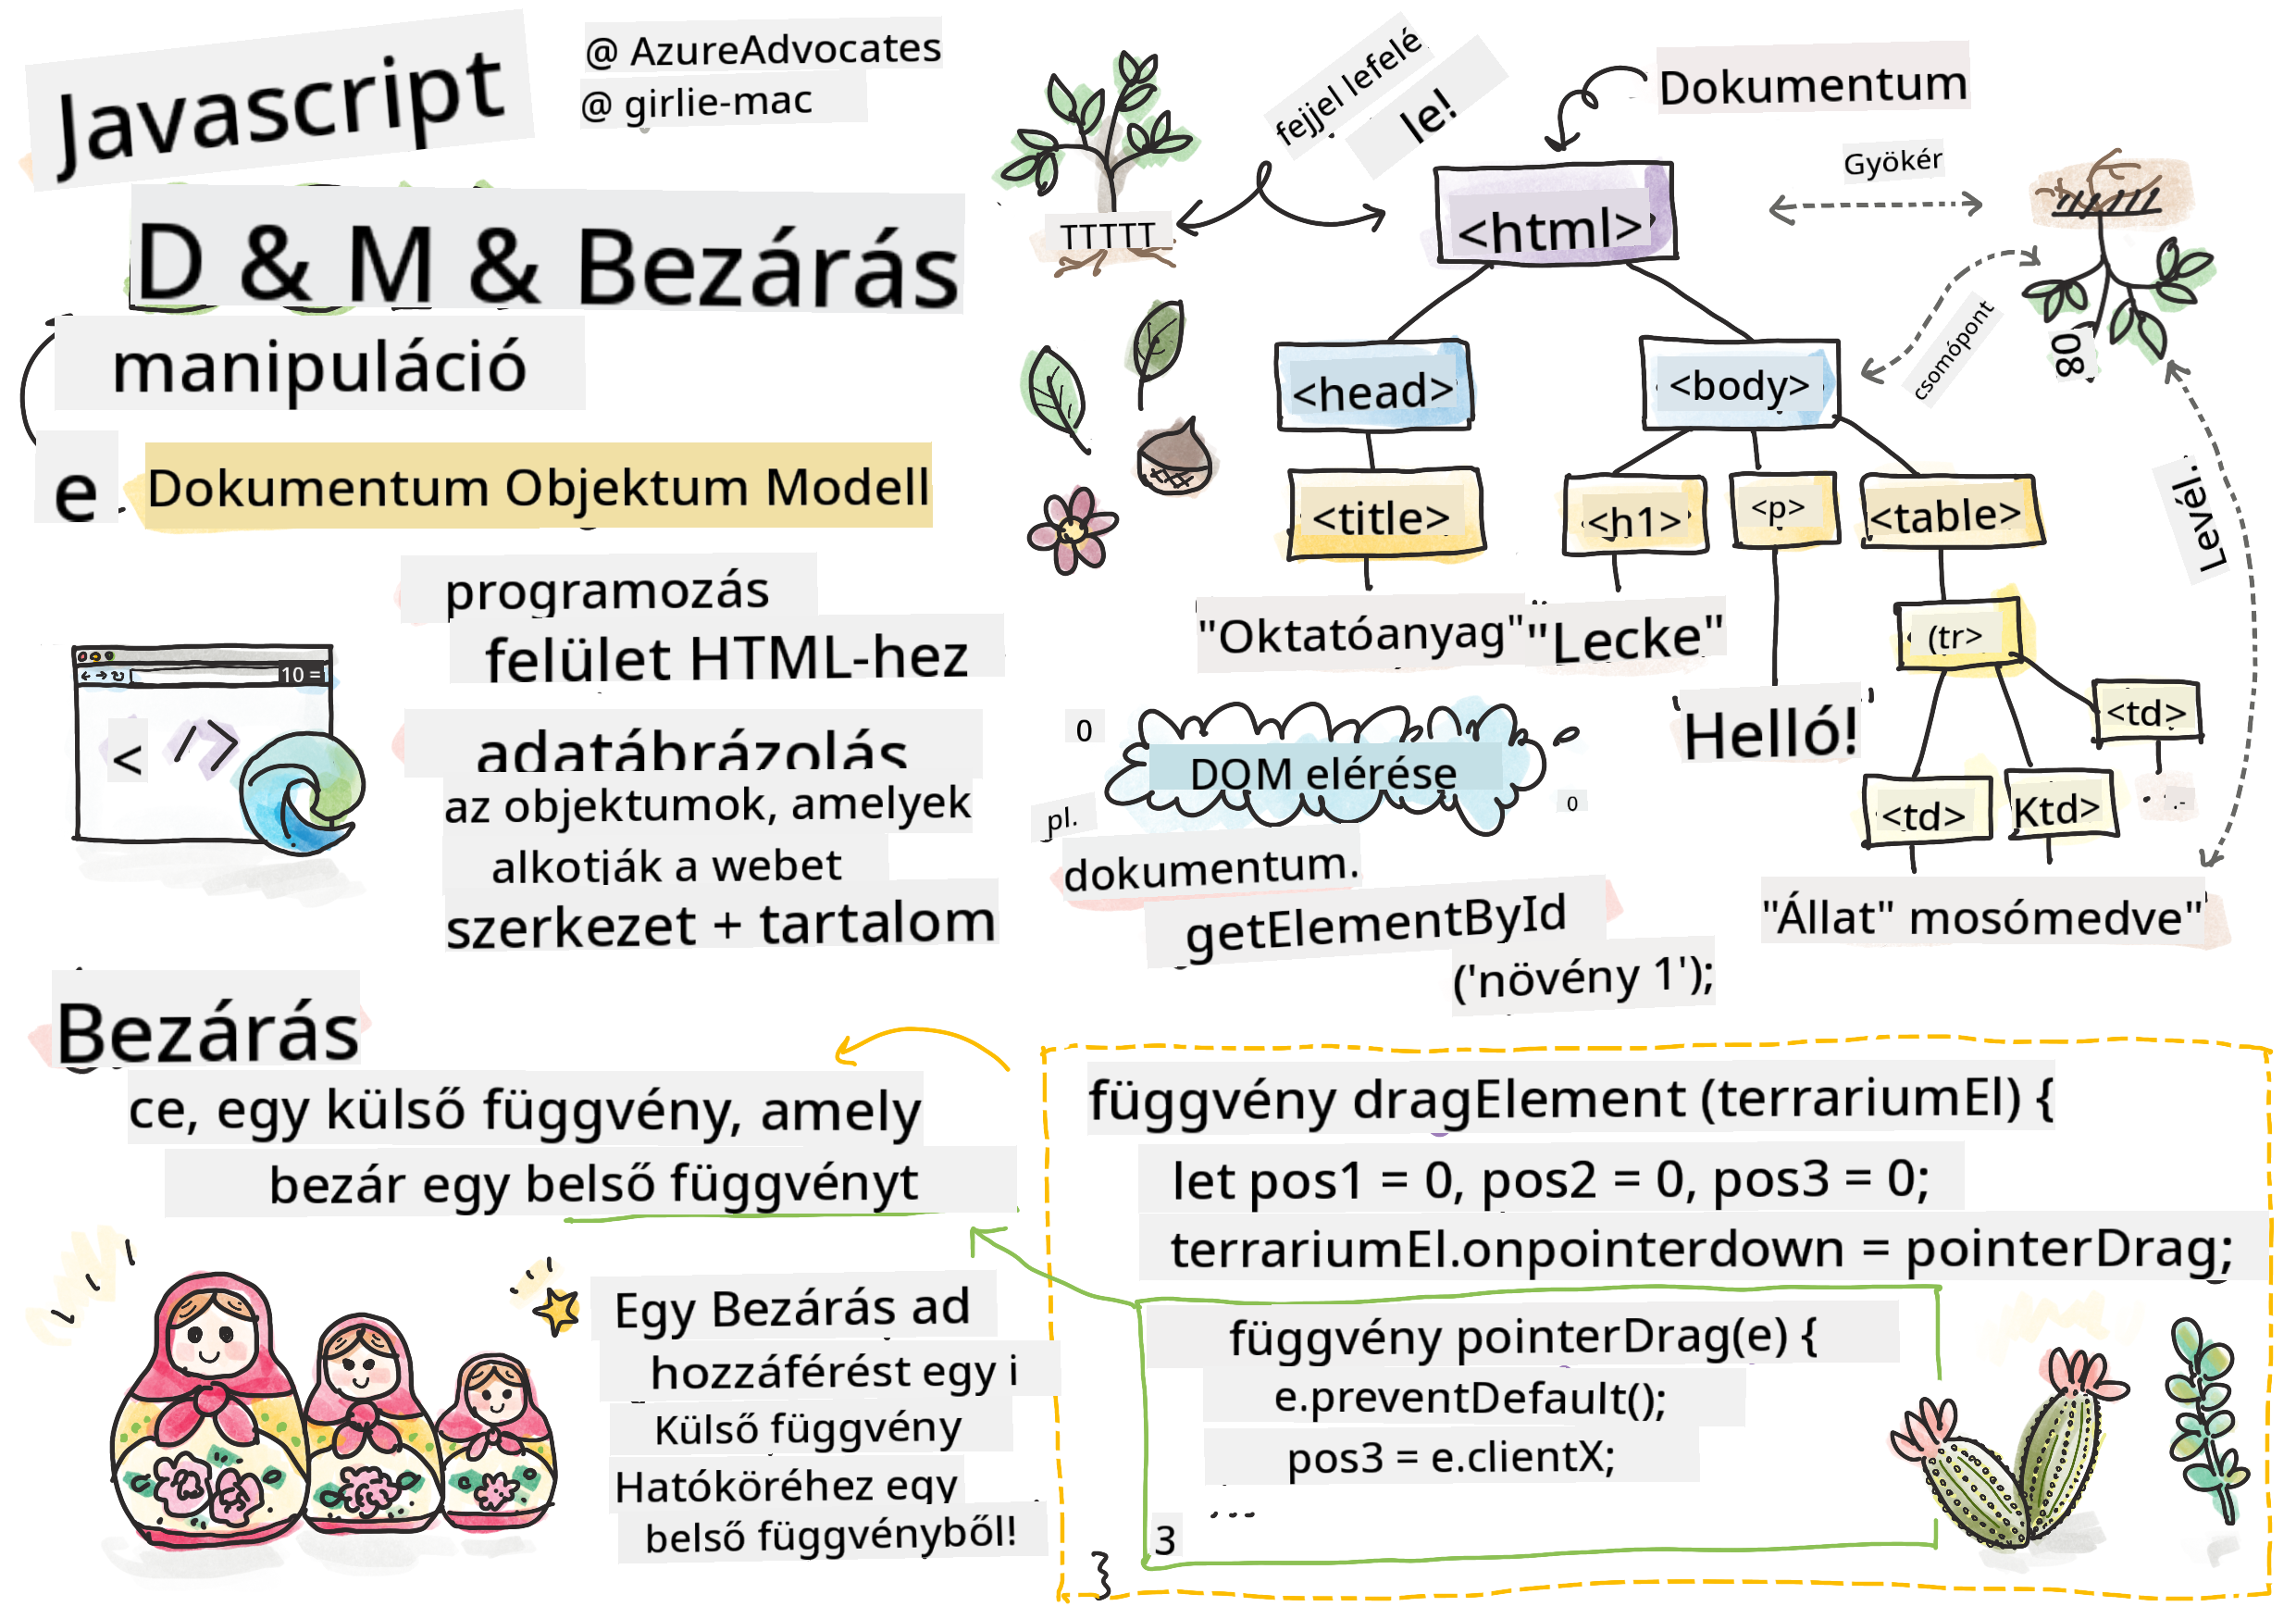 Javascript
@ AzureAdvocates
@ girlie-mac
D & M & Bezárás
manipuláció
e
Dokumentum Objektum Modell
programozás
felület HTML-hez
10 =
< />
adatábrázolás
az objektumok, amelyek
alkotják a webet
szerkezet + tartalom
fejjel lefelé
le!
Dokumentum
Gyökér
TTTTT
<html>
csomópont
08
<head>
<body>
Levél.
<title>
<h1>
<p>
<table>
"Oktatóanyag"
"Lecke"
(tr>
Helló!
<td>
<td>
Ktd>
"Állat" mosómedve"
0
DOM elérése
0
pl.
dokumentum.
getElementById
('növény 1');
Bezárás
ce, egy külső függvény, amely
bezár egy belső függvényt
Egy Bezárás ad
hozzáférést egy i
Külső függvény
Hatóköréhez egy
belső függvényből!
függvény dragElement (terrariumEl) {
let pos1 = 0, pos2 = 0, pos3 = 0;
terrariumEl.onpointerdown = pointerDrag;
függvény pointerDrag(e) {
e.preventDefault();
pos3 = e.clientX;
...
3
}